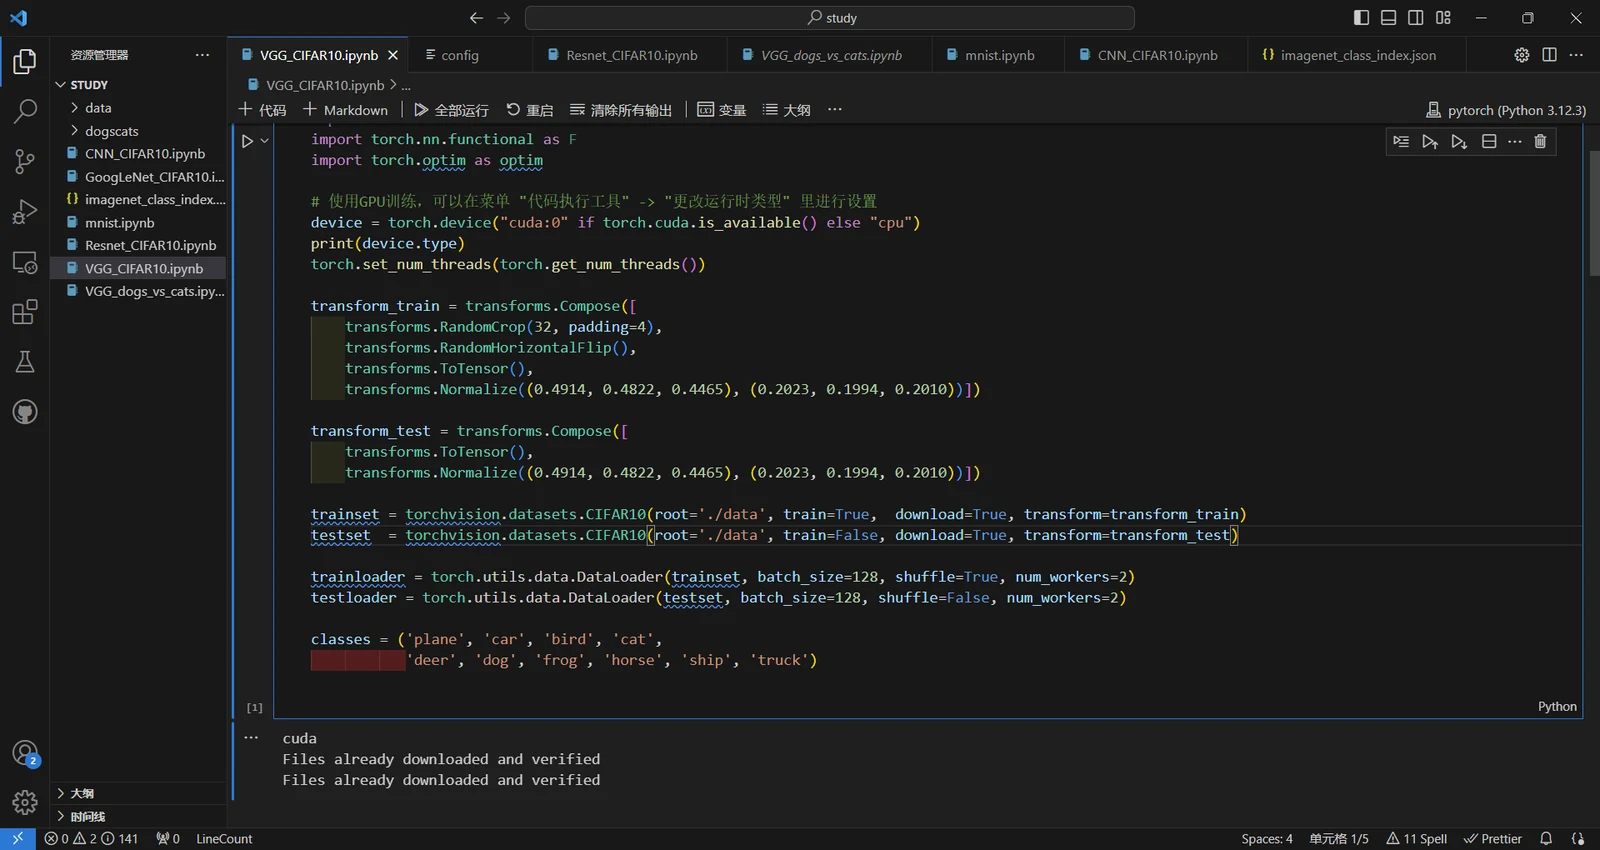 study
资源管理器
STUDY
data
dogscats
CNN_CIFAR10.ipynb
GoogLeNet_CIFAR10.i...
imagenet_class_index....
mnist.ipynb
Resnet_CIFAR10.ipynb
VGG_CIFAR10.ipynb
VGG_dogs_vs_cats.ipy...
大纲
时间线
VGG_CIFAR10.ipynb
config
Resnet_CIFAR10.ipynb
VGG_dogs_vs_cats.ipynb
mnist.ipynb
CNN_CIFAR10.ipynb
imagenet_class_index.json
VGG_CIFAR10.ipynb > ...
代码 Markdown 全部运行 重启 清除所有输出 变量 大纲 ...
pytorch (Python 3.12.3)
import torch.nn.functional as F
import torch.optim as optim
# 使用GPU训练，可以在菜单 "代码执行工具" -> "更改运行时类型" 里进行设置
device = torch.device("cuda:0" if torch.cuda.is_available() else "cpu")
print(device.type)
torch.set_num_threads(torch.get_num_threads())
transform_train = transforms.Compose([
transforms.RandomCrop(32, padding=4),
transforms.RandomHorizontalFlip(),
transforms.ToTensor(),
transforms.Normalize((0.4914, 0.4822, 0.4465), (0.2023, 0.1994, 0.2010))])
transform_test = transforms.Compose([
transforms.ToTensor(),
transforms.Normalize((0.4914, 0.4822, 0.4465), (0.2023, 0.1994, 0.2010))])
trainset = torchvision.datasets.CIFAR10(root='./data', train=True,  download=True, transform=transform_train)
testset  = torchvision.datasets.CIFAR10(root='./data', train=False, download=True, transform=transform_test)
trainloader = torch.utils.data.DataLoader(trainset, batch_size=128, shuffle=True, num_workers=2)
testloader = torch.utils.data.DataLoader(testset, batch_size=128, shuffle=False, num_workers=2)
classes = ('plane', 'car', 'bird', 'cat',
'deer', 'dog', 'frog', 'horse', 'ship', 'truck')
[1]
Python
cuda
Files already downloaded and verified
Files already downloaded and verified
2
0 2 141 0 LineCount
Spaces: 4 单元格 1/5 11 Spell Prettier